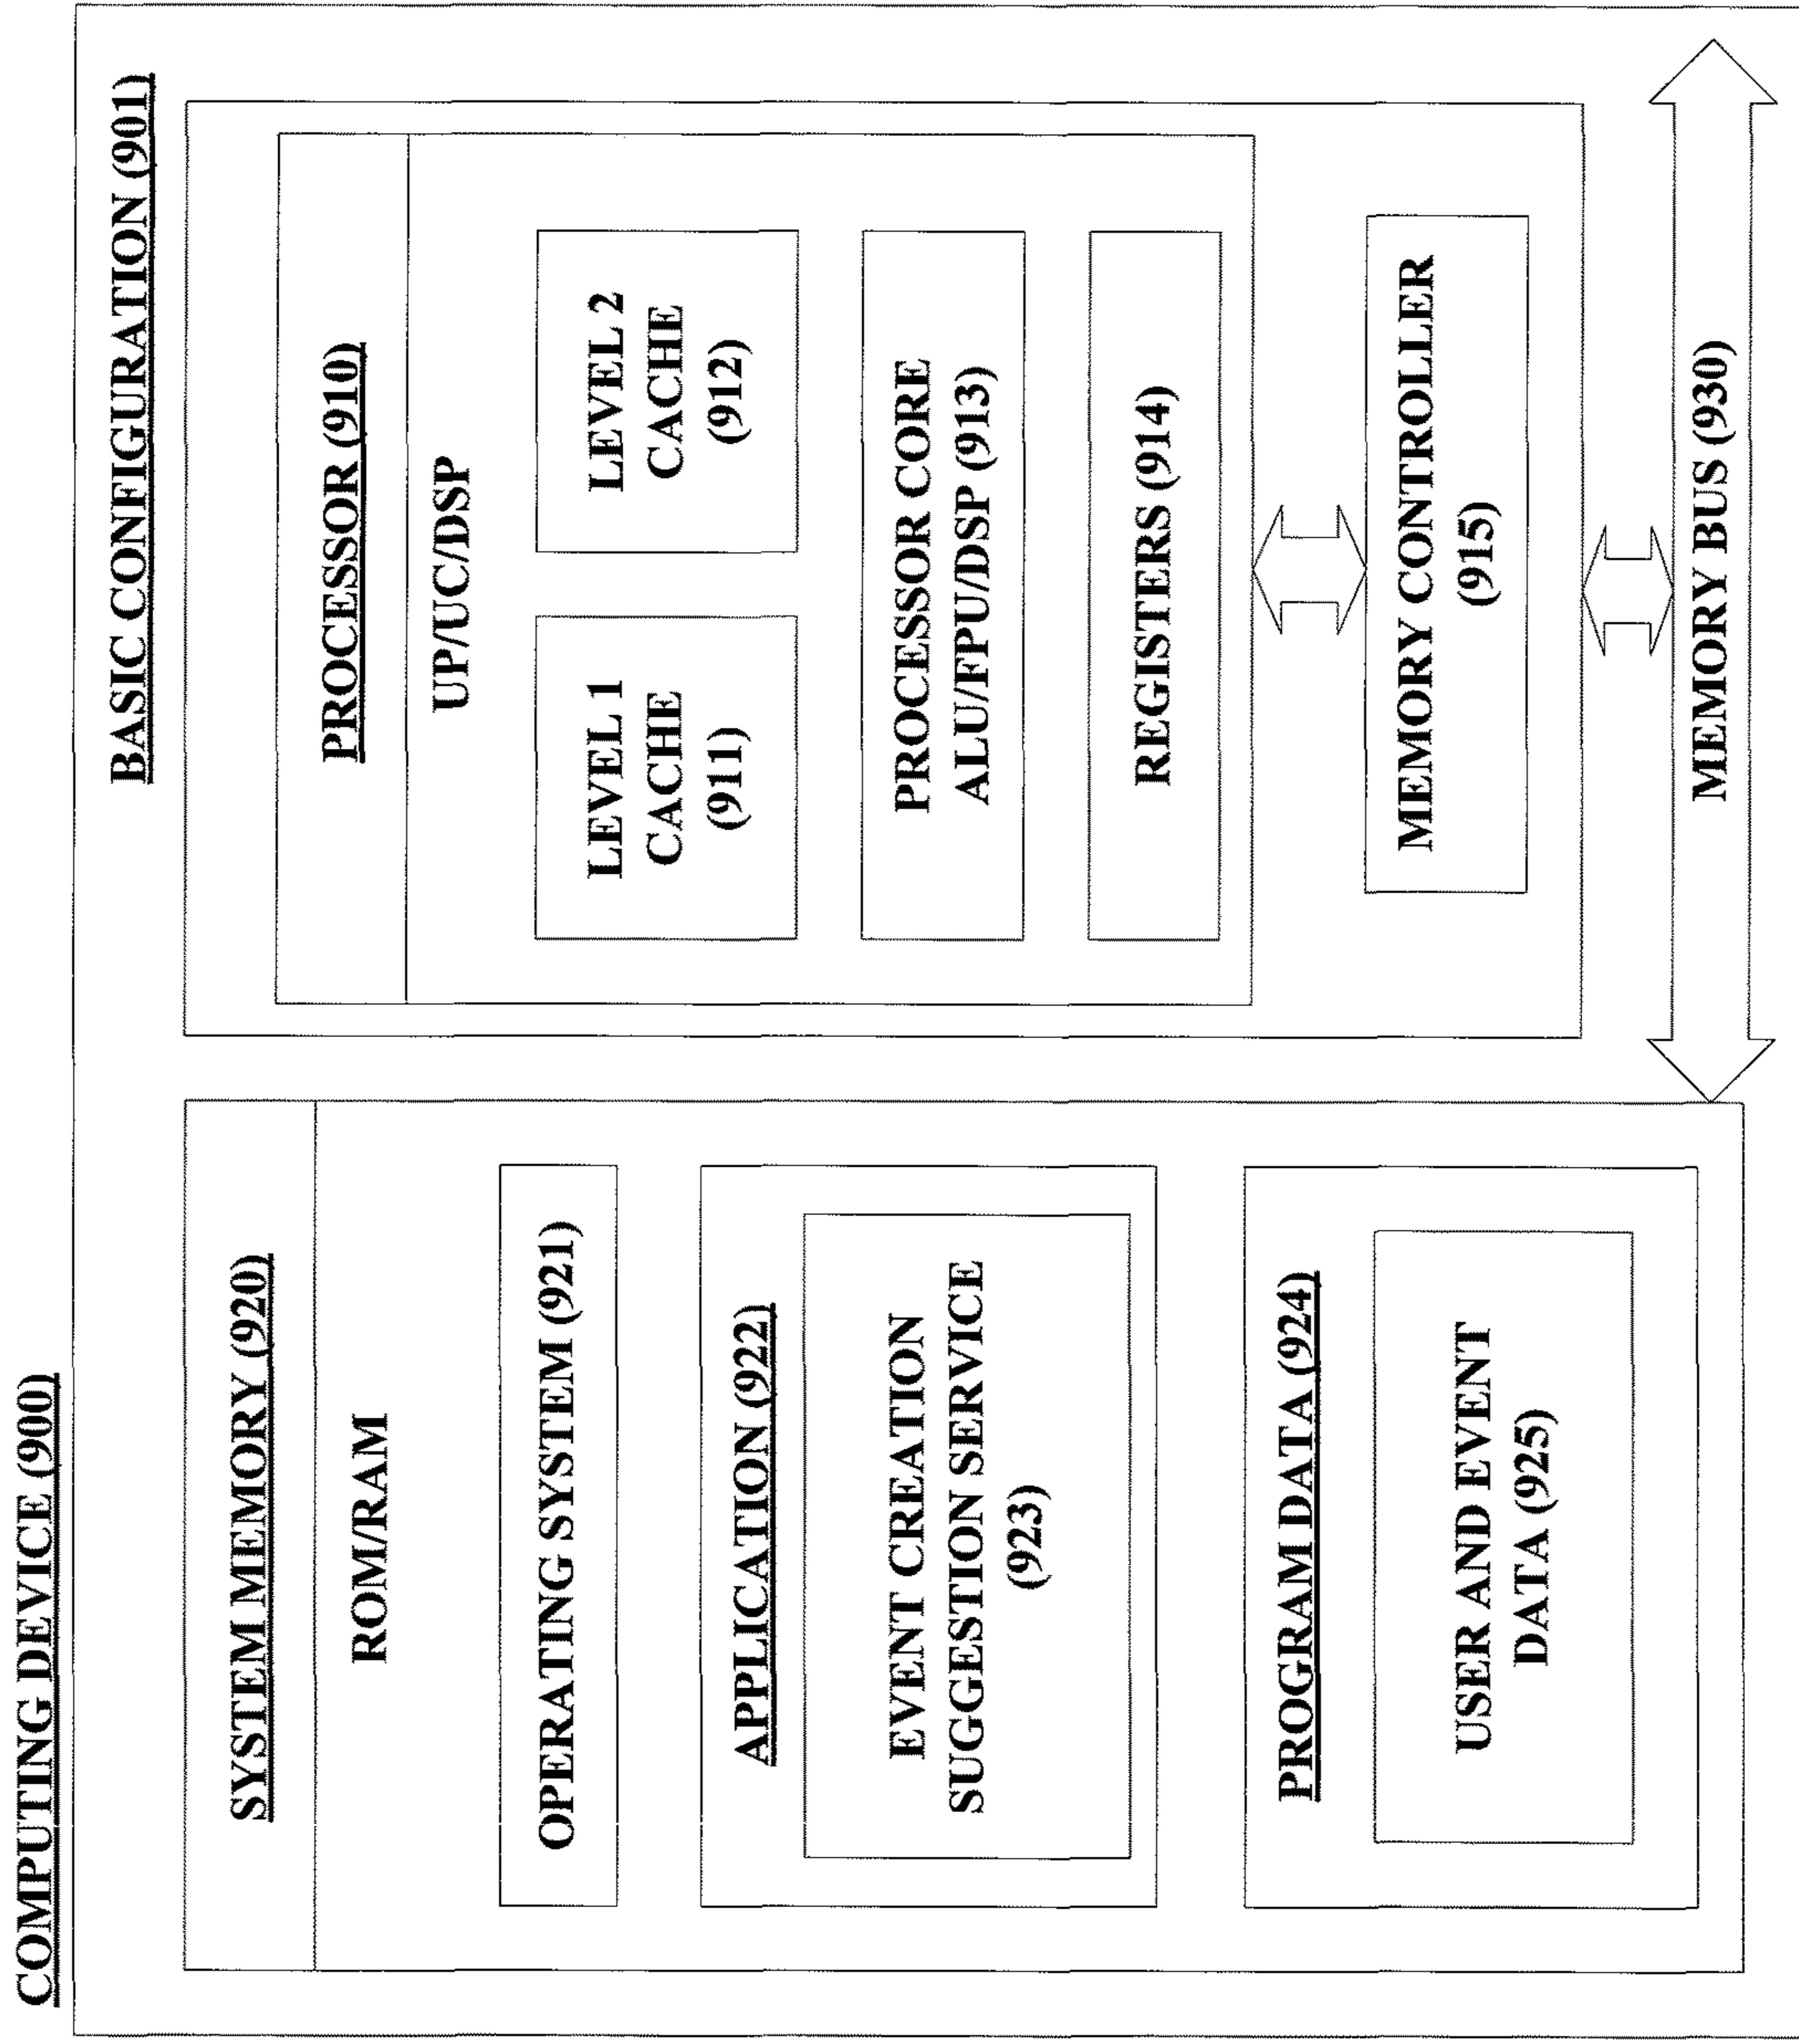 COMPUTING DEVICE (900)
BASIC CONFIGURATION (901)
SYSTEM MEMORY (920)
ROM/RAM
OPERATING SYSTEM (921)
APPLICATION (922)
EVENT CREATION
SUGGESTION SERVICE
(923)
PROGRAM DATA (924)
USER AND EVENT
DATA (925)
PROCESSOR (910)
UP/UC/DSP
LEVEL 1
CACHE
(911)
LEVEL 2
CACHE
(912)
PROCESSOR CORE
ALU/FPU/DSP (913)
REGISTERS (914)
MEMORY CONTROLLER
(915)
MEMORY BUS (930)